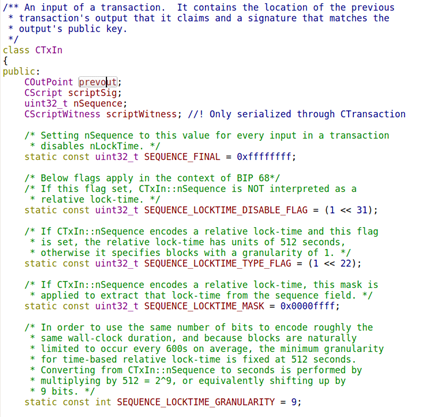 /** An input of a transaction.  It contains the location of the previous
 * transaction's output that it claims and a signature that matches the
 * output's public key.
 */
class CTxIn
{
public:
    COutPoint prevout;
    CScript scriptSig;
    uint32_t nSequence;
    CScriptWitness scriptWitness; //! Only serialized through CTransaction

    /* Setting nSequence to this value for every input in a transaction
     * disables nLockTime. */
    static const uint32_t SEQUENCE_FINAL = 0xffffffff;

    /* Below flags apply in the context of BIP 68*/
    /* If this flag set, CTxIn::nSequence is NOT interpreted as a
     * relative lock-time. */
    static const uint32_t SEQUENCE_LOCKTIME_DISABLE_FLAG = (1 << 31);

    /* If CTxIn::nSequence encodes a relative lock-time and this flag
     * is set, the relative lock-time has units of 512 seconds,
     * otherwise it specifies blocks with a granularity of 1. */
    static const uint32_t SEQUENCE_LOCKTIME_TYPE_FLAG = (1 << 22);

    /* If CTxIn::nSequence encodes a relative lock-time, this mask is
     * applied to extract that lock-time from the sequence field. */
    static const uint32_t SEQUENCE_LOCKTIME_MASK = 0x0000ffff;

    /* In order to use the same number of bits to encode roughly the
     * same wall-clock duration, and because blocks are naturally
     * limited to occur every 600s on average, the minimum granularity
     * for time-based relative lock-time is fixed at 512 seconds.
     * Converting from CTxIn::nSequence to seconds is performed by
     * multiplying by 512 = 2^9, or equivalently shifting up by
     * 9 bits. */
    static const int SEQUENCE_LOCKTIME_GRANULARITY = 9;